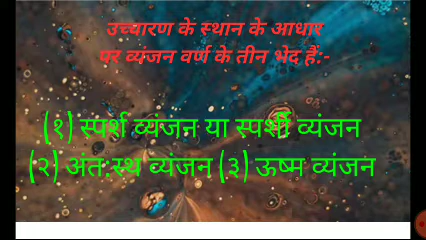 उच्चारण के स्थान के आधार
पर व्यंजन वर्ण के तीन भेद हैं:-
(१) स्पर्श व्यंजन या स्पर्शी व्यंजन
(२) अंत:स्थ व्यंजन (३) ऊष्म व्यंजन